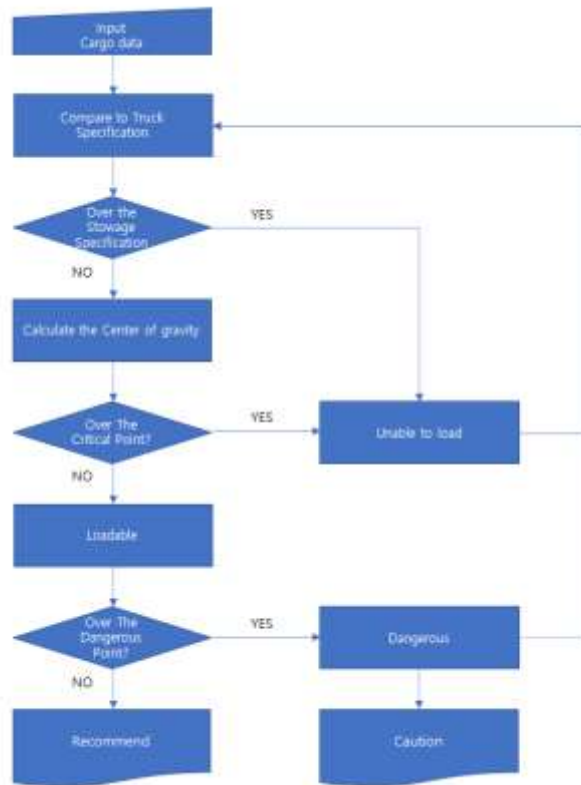 Input
Cargo data
Compare to Truck
Specification
Over the
Stowage
Specification
YES
NO
Calculate the Center of gravity
Over The
Critical Point?
YES
Unable to load
NO
Loadable
Over The
Dangerous
Point?
YES
Dangerous
NO
Recommend
Caution